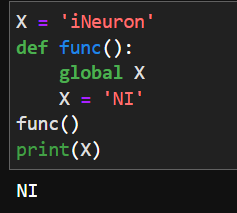 X = 'iNeuron'
def func():
    global X
    X = 'NI'
func()
print(X)
NI